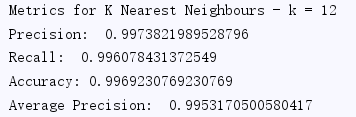 Metrics for K Nearest Neighbours - k = 12
Precision:  0.9973821989528796
Recall:  0.996078431372549
Accuracy: 0.9969230769230769
Average Precision:  0.9953170500580417